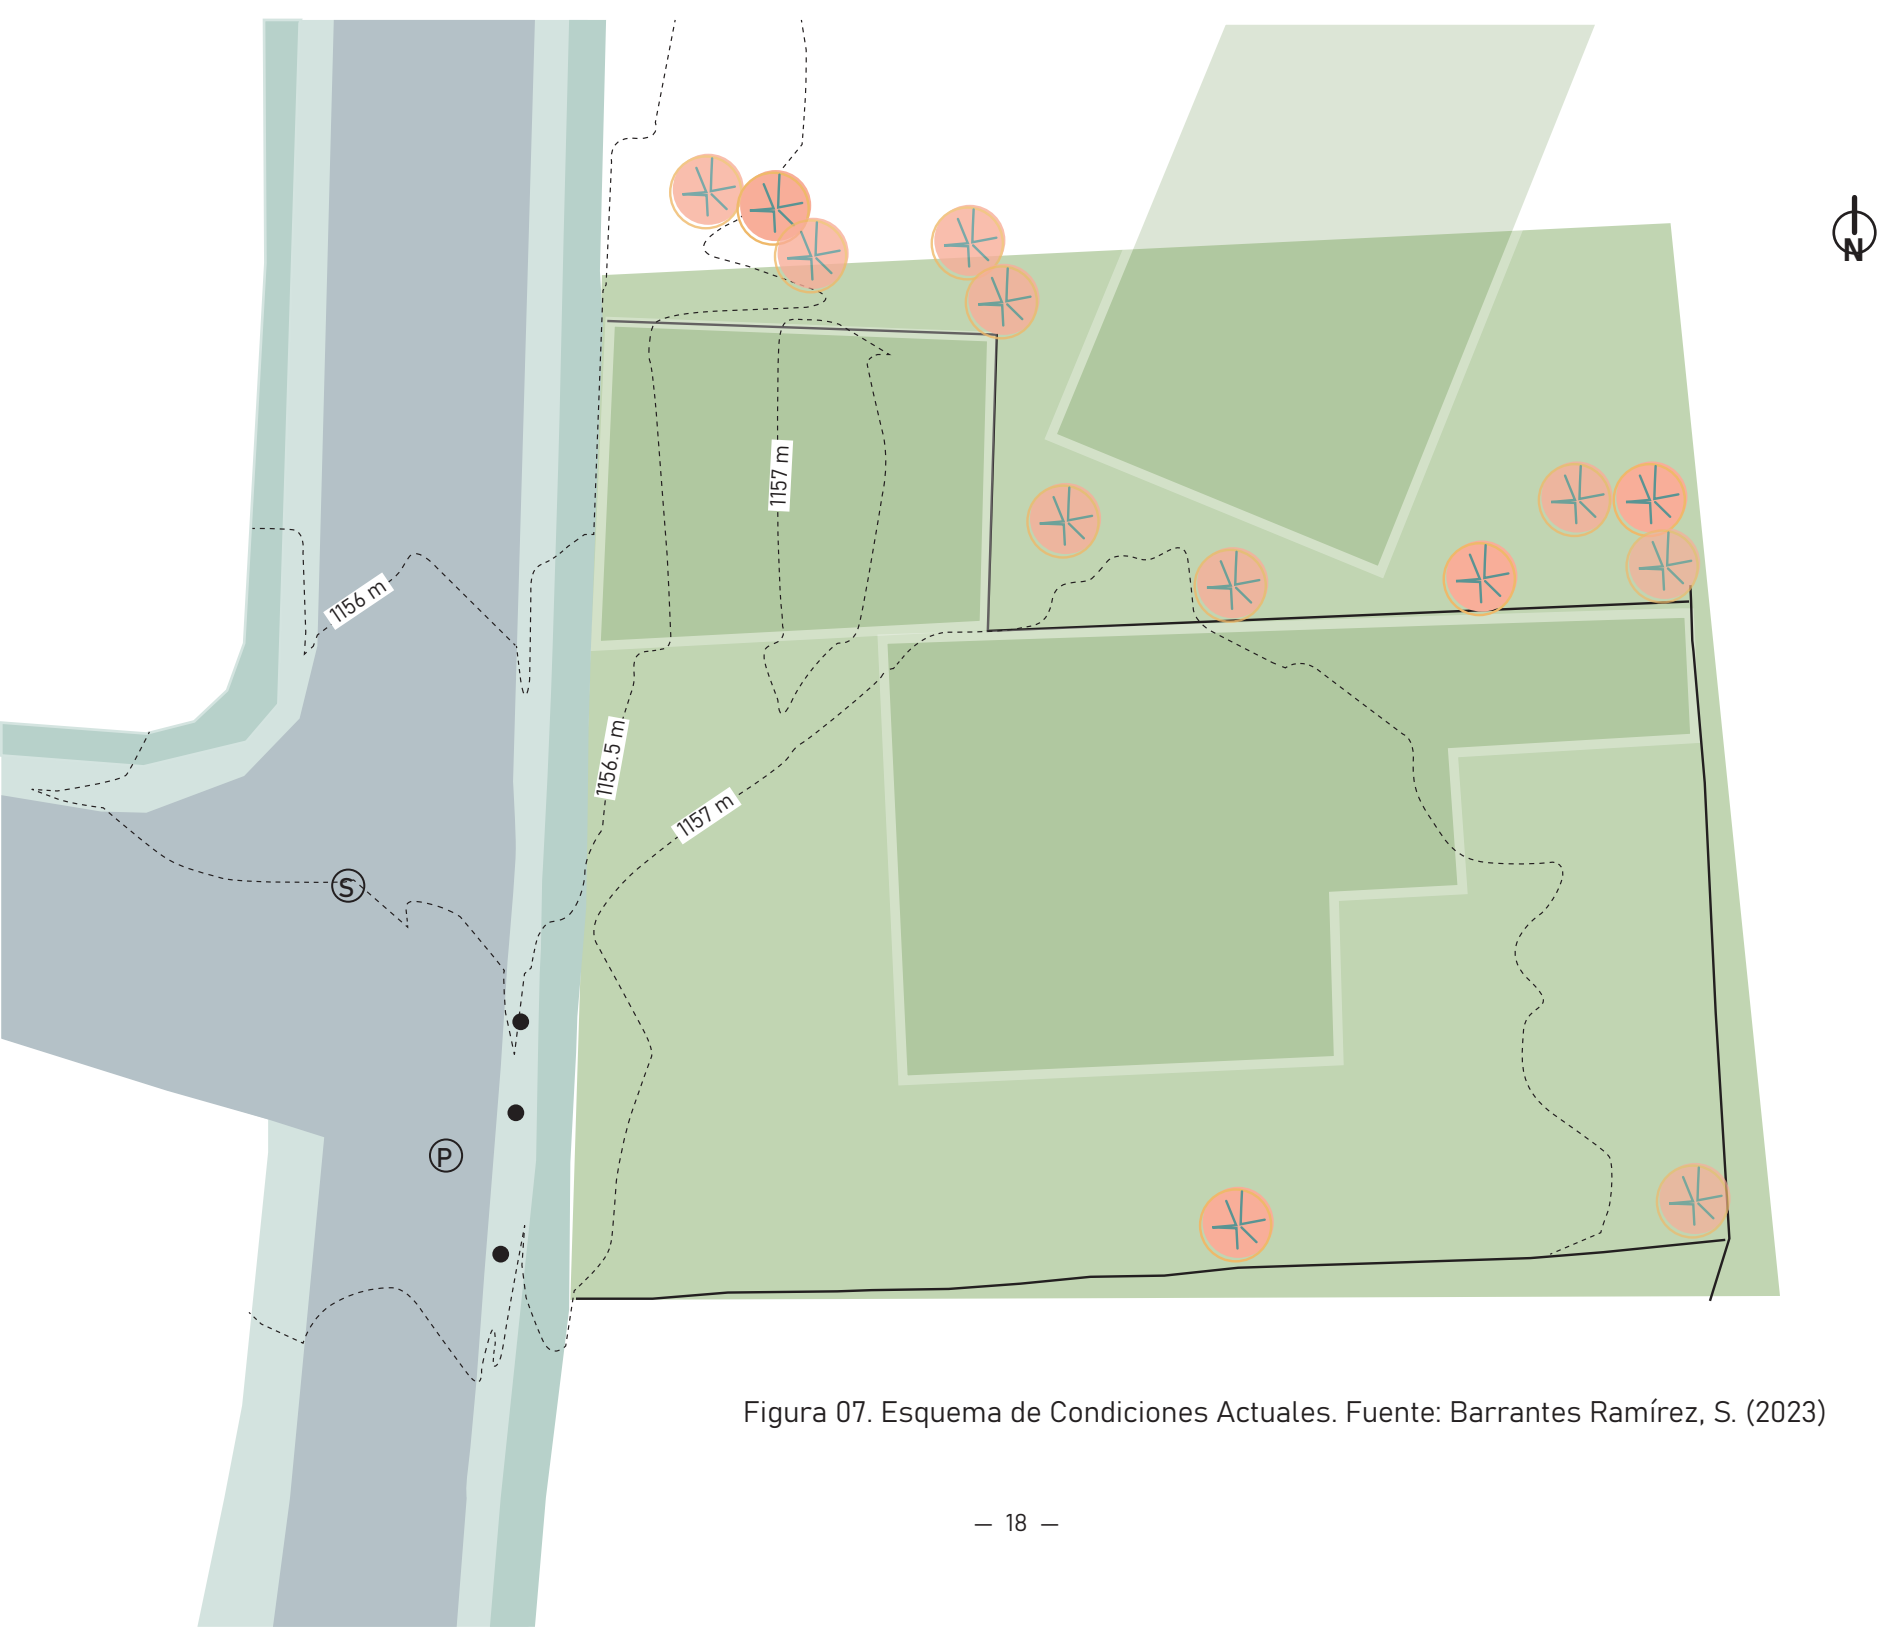 N
1157 m
1156 m
1156.5 m
1157 m
S
P
Figura 07. Esquema de Condiciones Actuales. Fuente: Barrantes Ramírez, S. (2023)
— 18 —